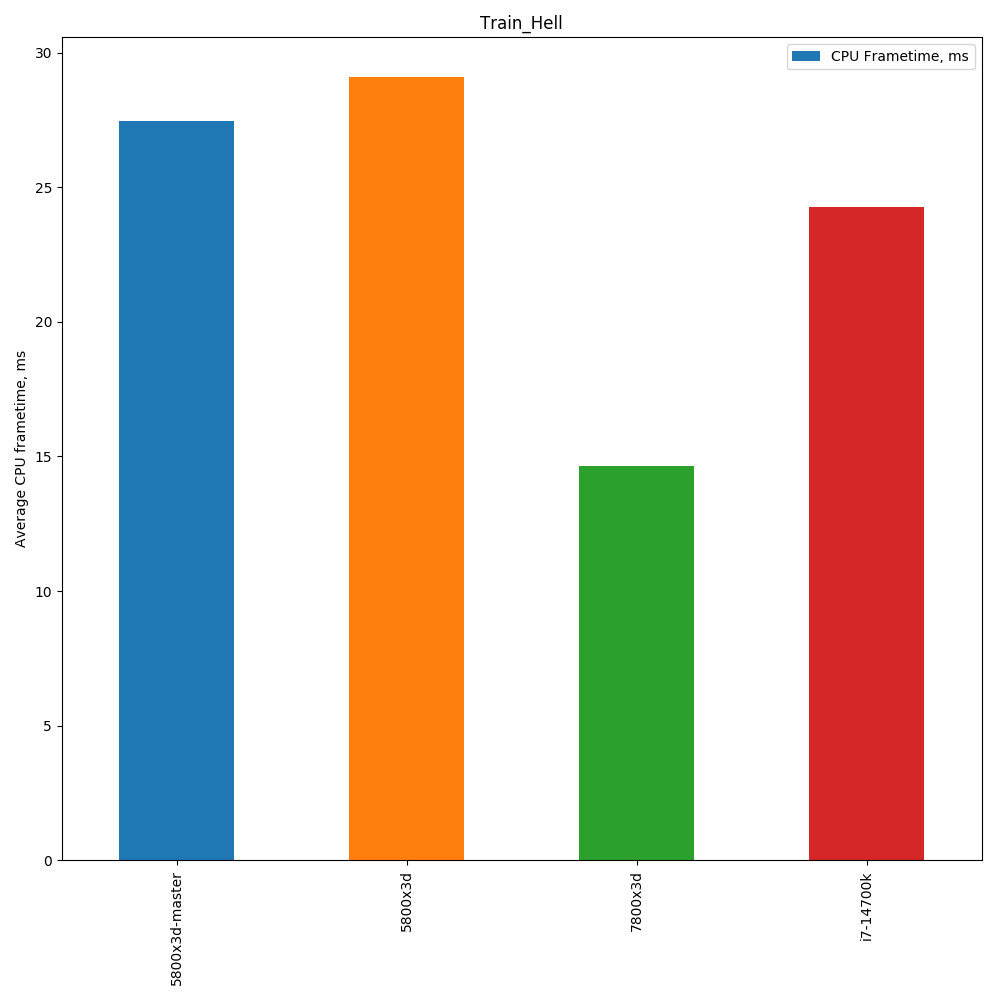 Train_Hell
CPU Frametime, ms
Average CPU frametime, ms
30
25
20
15
10
5
0
5800x3d-master
5800x3d
7800x3d
i7-14700k